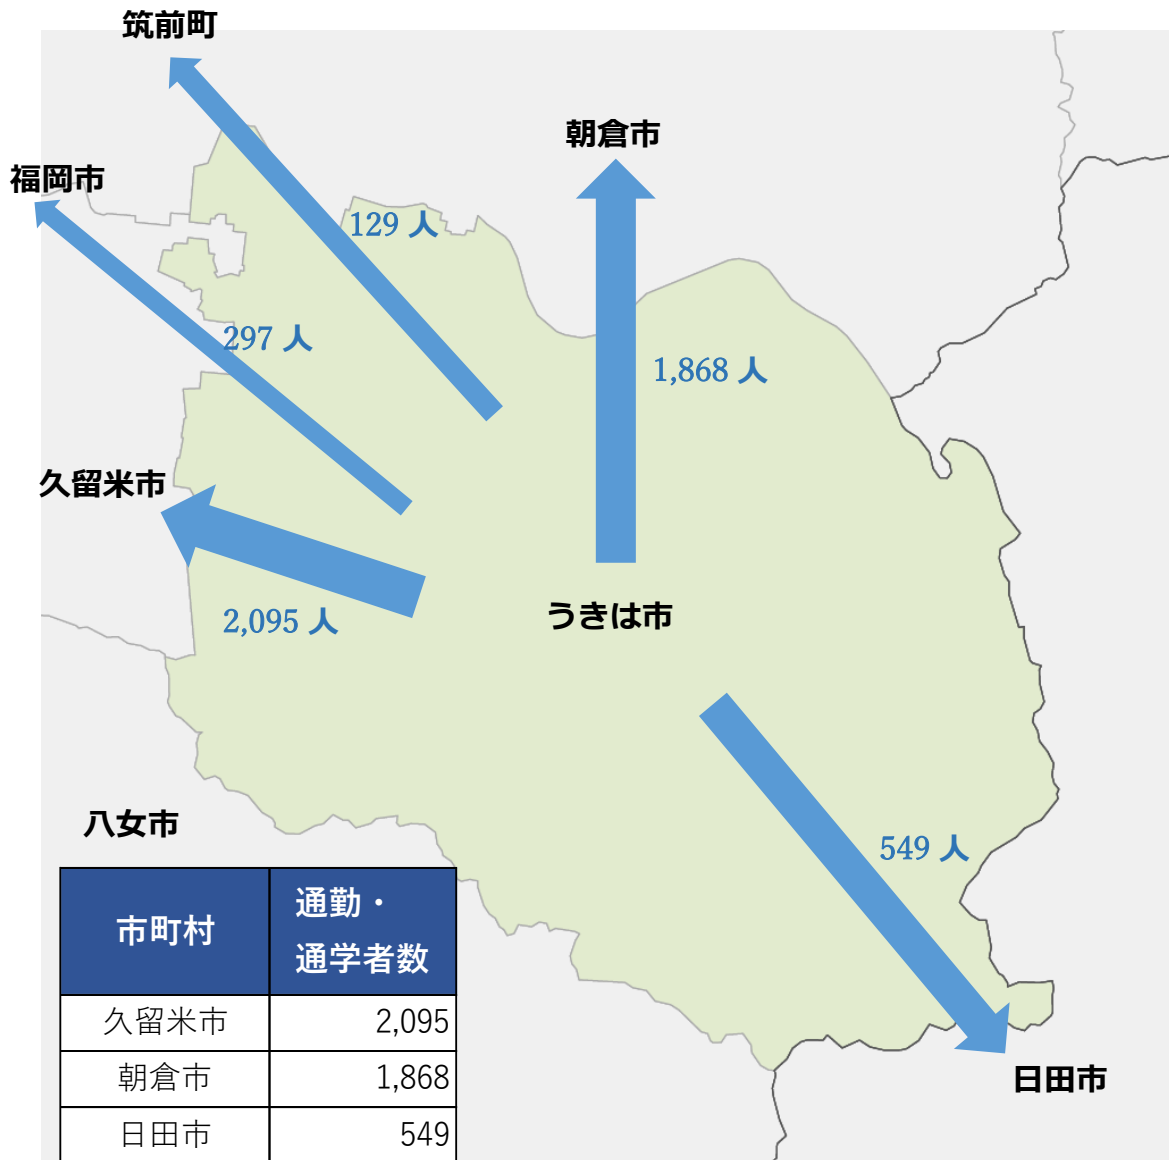 筑前町
朝倉市
福岡市
129 人
297 人
1,868 人
久留米市
2,095 人
うきは市
八女市
549 人
日田市
市町村 通勤・通学者数
久留米市 2,095
朝倉市 1,868
日田市 549